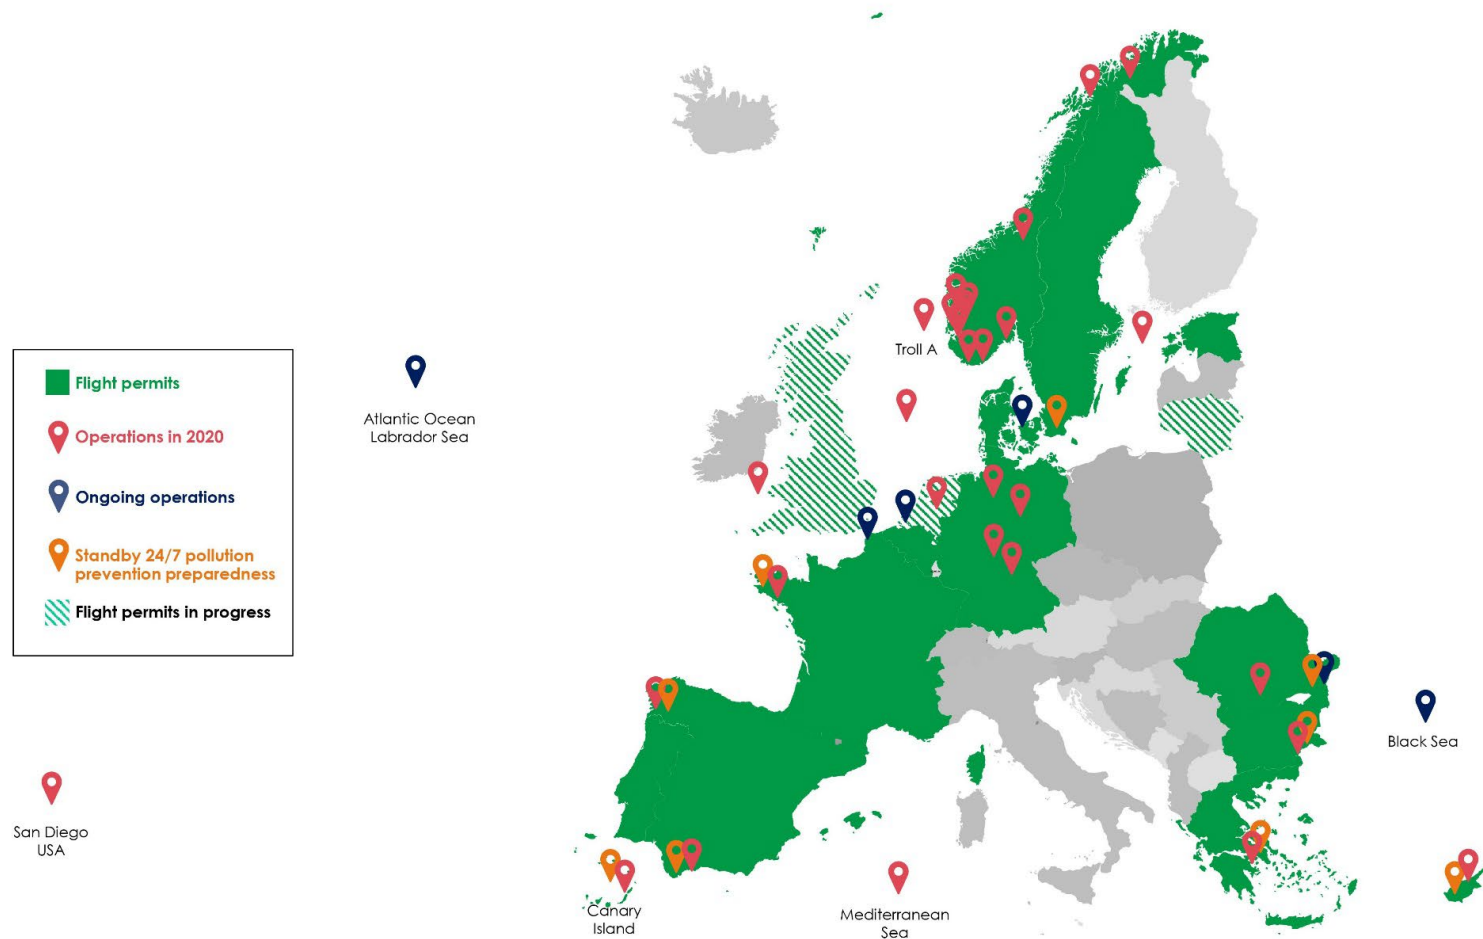 Troll A
Flight permits
Operations in 2020
Ongoing operations
Standby 24/7 pollution
prevention preparedness
Flight permits in progress
Atlantic Ocean
Labrador Sea
Black Sea
San Diego
USA
Canary
Island
Mediterranean
Sea